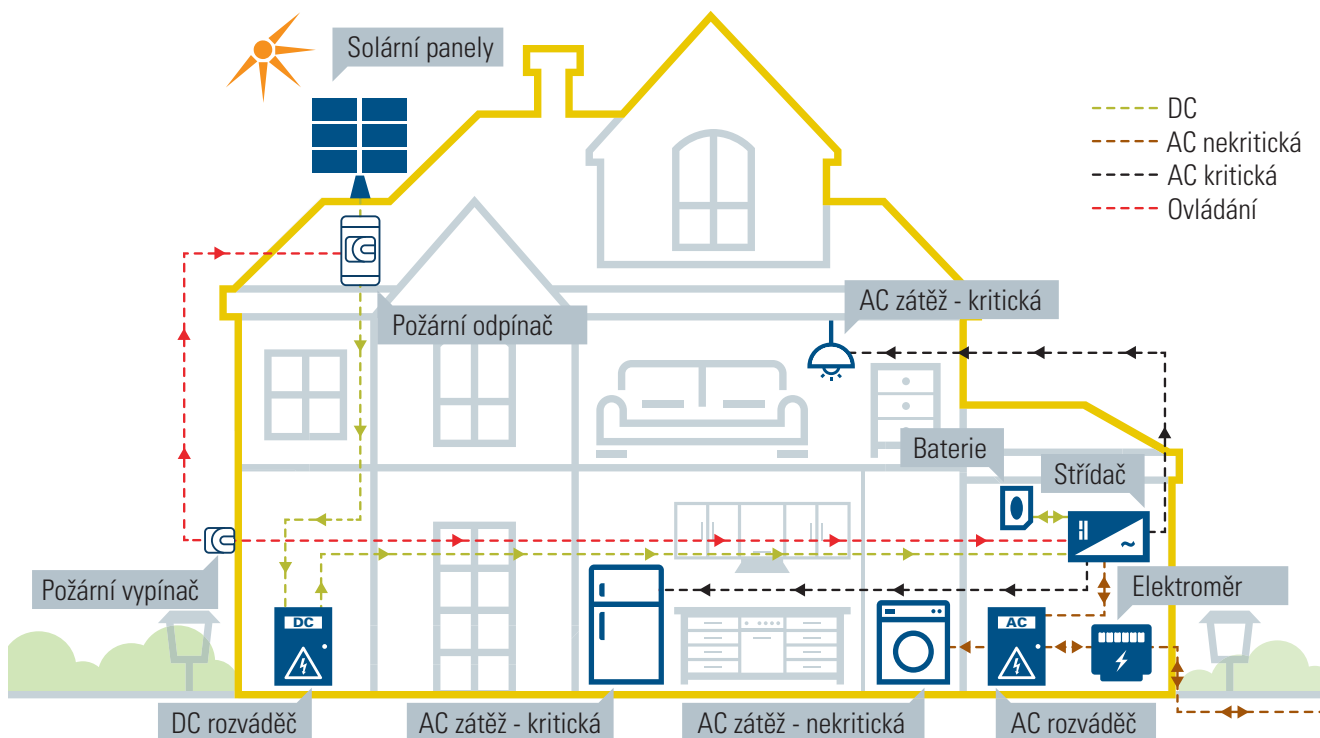 Solární panely
DC
AC nekritická
AC kritická
Ovládání
AC zátěž - kritická
Požární odpínač
Baterie
Střídač
Požární vypínač
Elektroměr
DC
AC
DC rozváděč
AC zátěž - kritická
AC zátěž - nekritická
AC rozváděč